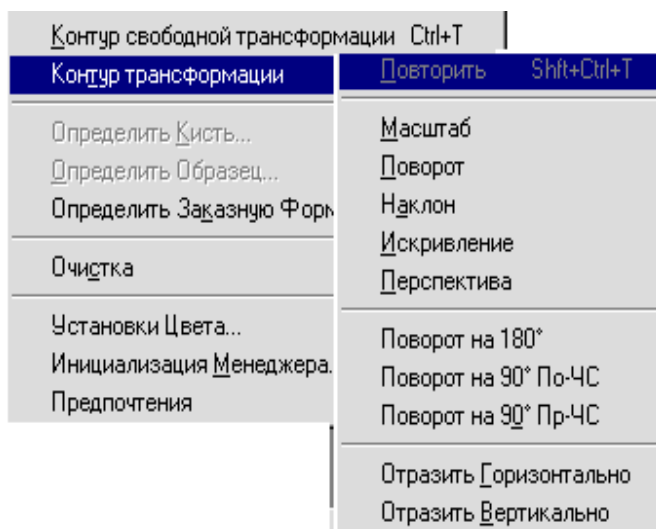 Контур свободной трансформации Ctrl+T
Контур трансформации
Определить Кисть...
Определить Образец...
Определить Заказную Форм
Очистка
Установки Цвета...
Инициализация Менеджера.
Предпочтения
Повторить Shft+Ctrl+T
Масштаб
Поворот
Наклон
Искривление
Перспектива
Поворот на 180°
Поворот на 90° По-ЧС
Поворот на 90° Пр-ЧС
Отразить Горизонтально
Отразить Вертикально